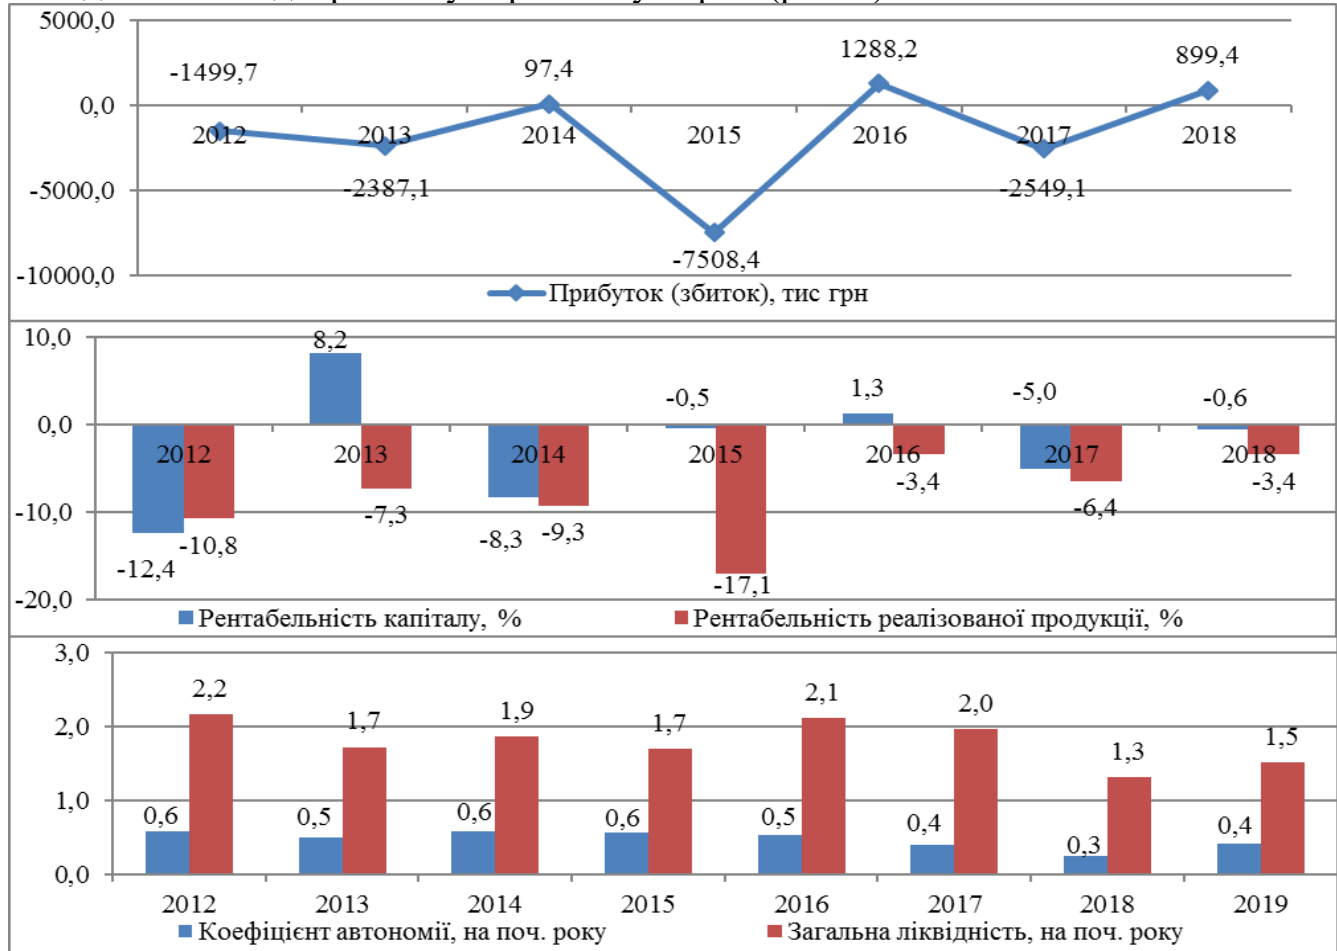 5000,0
-1499,7 97,4 1288,2 899,4
0,0
2012 2013 2014 2015 2016 2017 2018
-5000,0 -2387,1 -2549,1
-7508,4
-10000,0
Прибуток (збиток), тис грн
10,0 8,2
-0,5 1,3 -5,0 -0,6
0,0
2012 2013 2014 2015 2016 2017 2018
-3,4 -3,4
-10,0 -7,3 -6,4
-12,4 -10,8 -8,3 -9,3
-17,1
-20,0
Рентабельність капіталу, % Рентабельність реалізованої продукції, %
3,0
2,2 1,7 1,9 1,7 2,1 2,0 1,3 1,5
2,0
1,0
0,6 0,5 0,6 0,6 0,5 0,4 0,3 0,4
0,0
2012 2013 2014 2015 2016 2017 2018 2019
Коефіцієнт автономії, на поч. року Загальна ліквідність, на поч. року